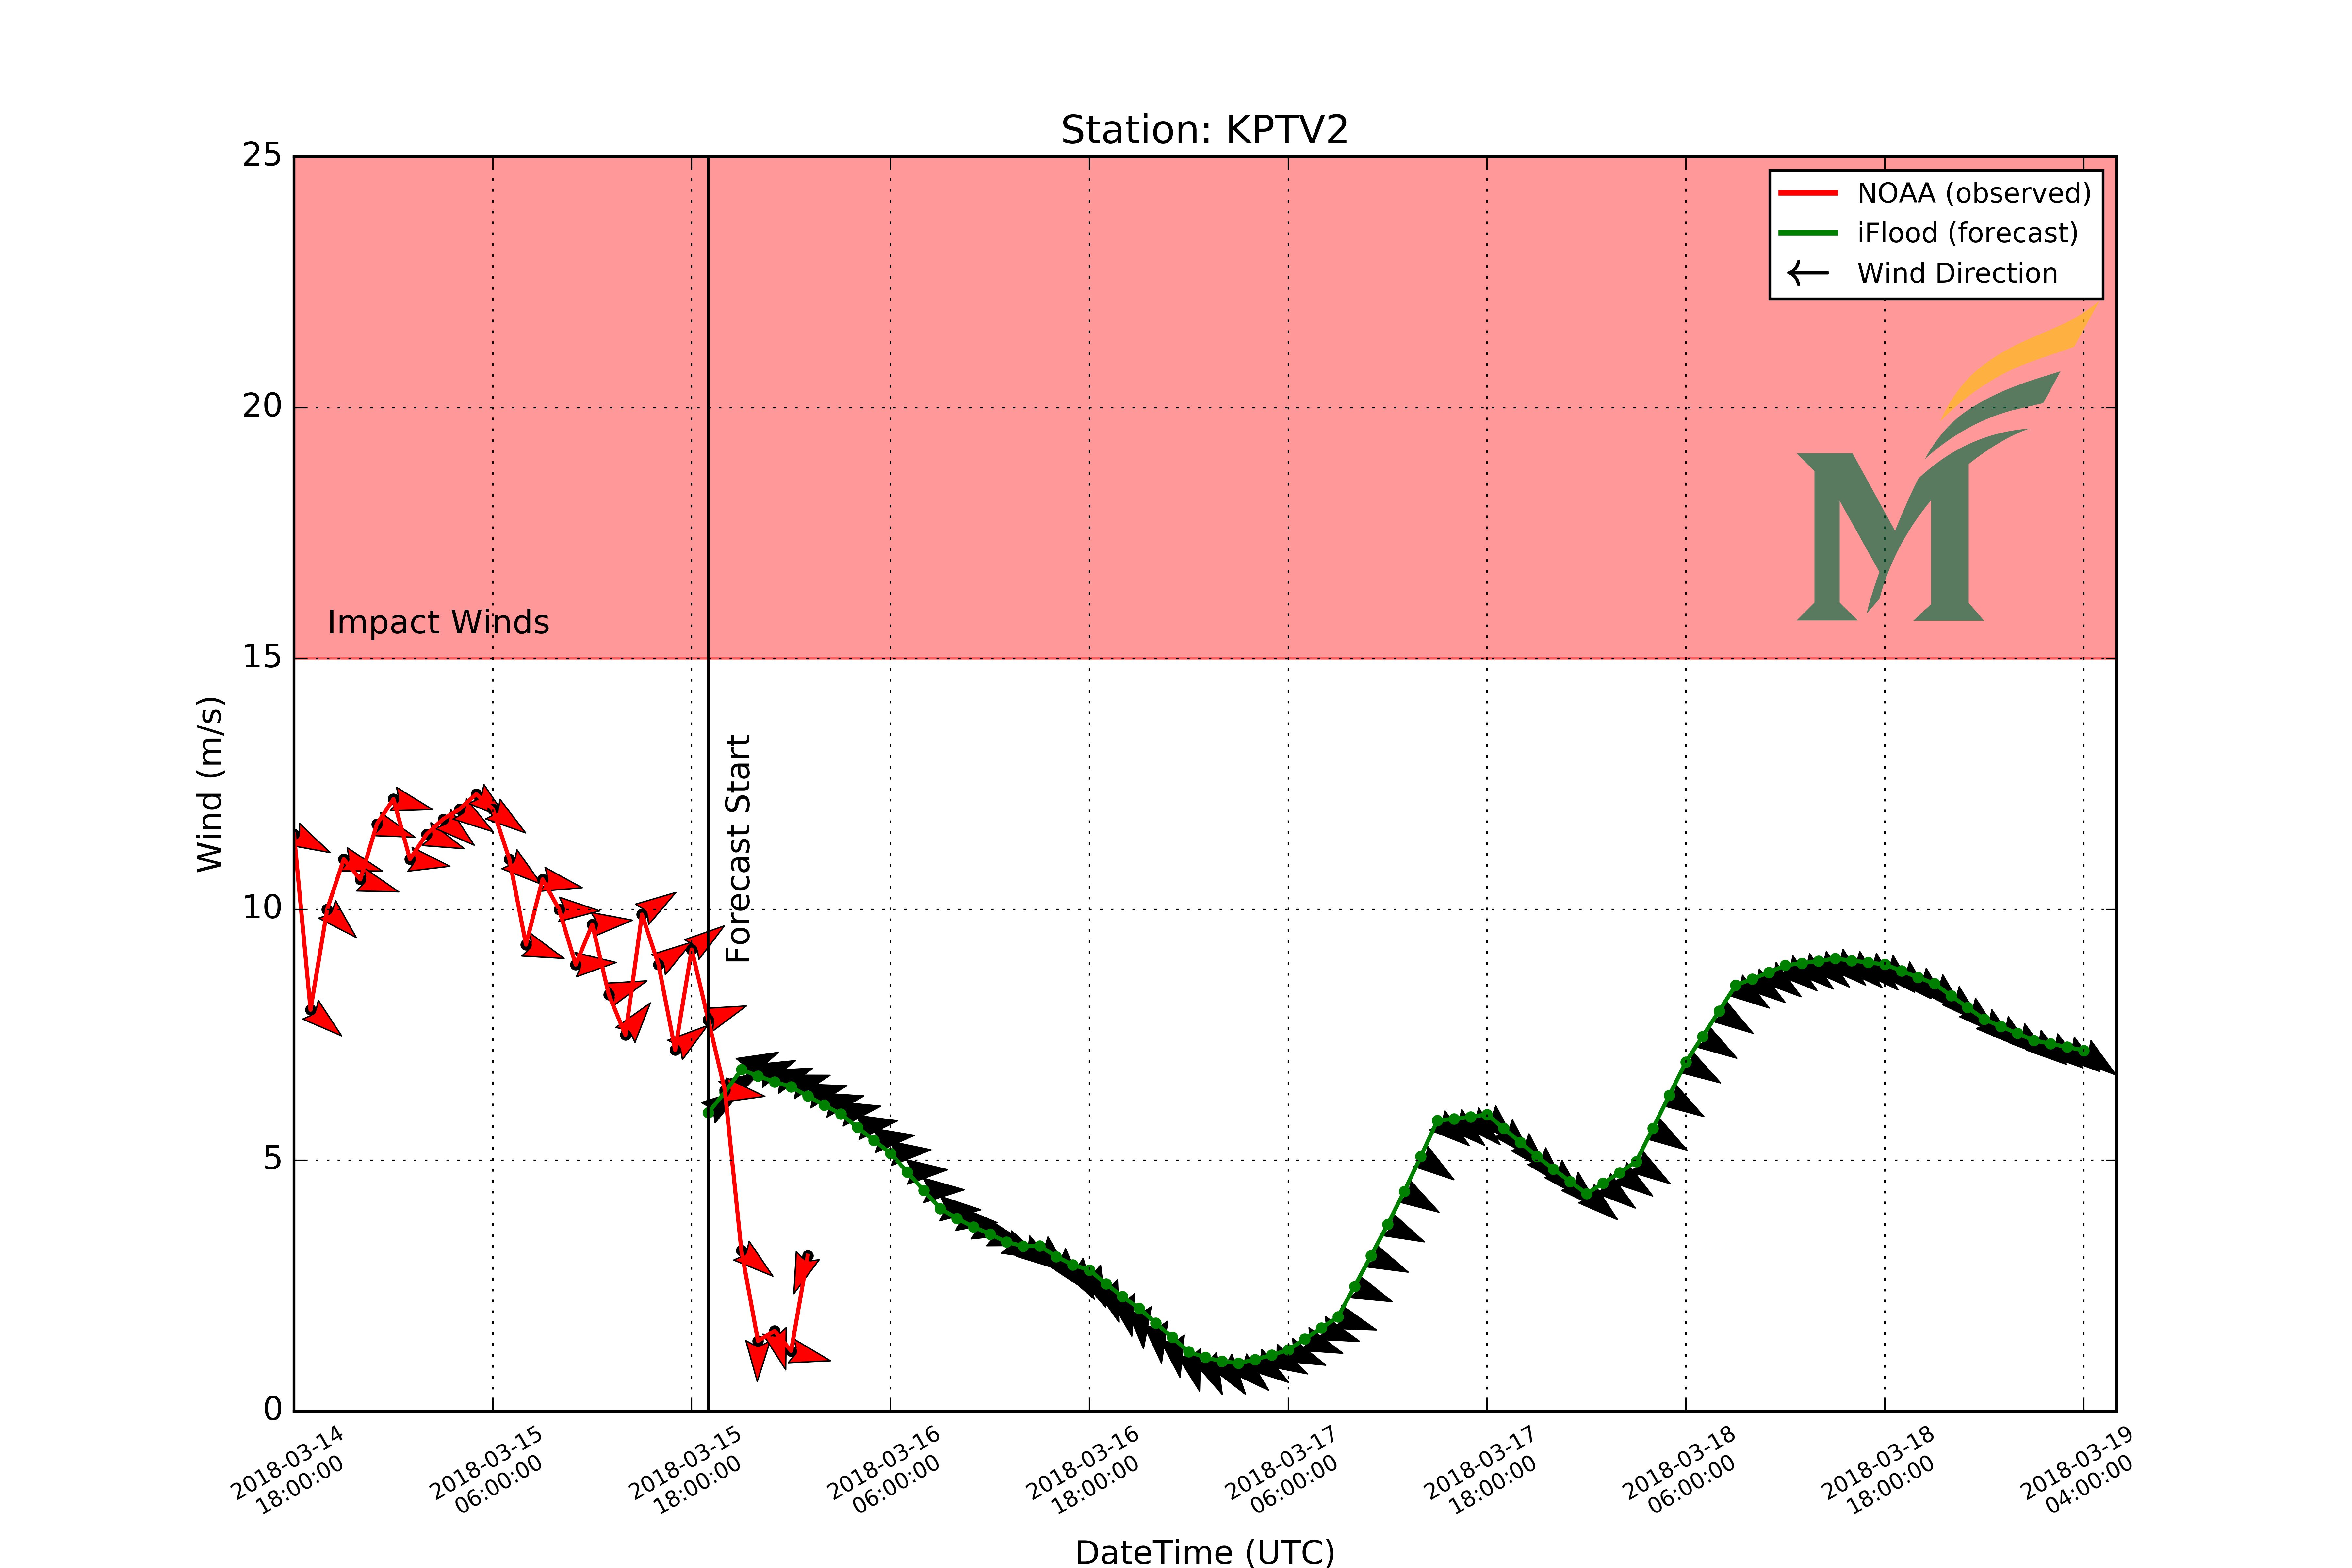 Station: KPTV2
25
20
15
10
5
0
Wind (m/s)
NOAA (observed)
iFlood (forecast)
Wind Direction
M
Impact Winds
Forecast Start
2018-03-14
18:00:00
2018-03-15
06:00:00
2018-03-15
18:00:00
2018-03-16
06:00:00
2018-03-16
18:00:00
2018-03-17
06:00:00
2018-03-17
18:00:00
2018-03-18
06:00:00
2018-03-18
18:00:00
2018-03-19
04:00:00
DateTime (UTC)